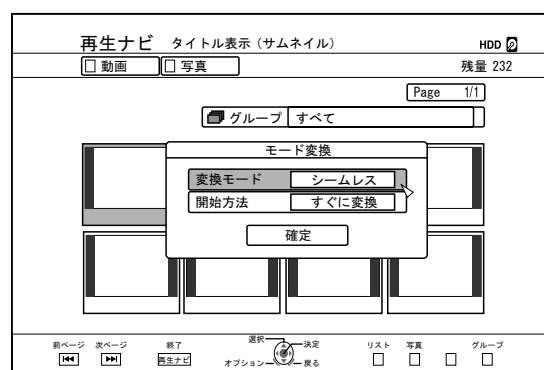 再生ナビ タイトル表示（サムネイル） HDD
動画 写真 残量 232
Page 1/1
グループ すべて
モード変換
変換モード シームレス
開始方法 すぐに変換
確定
前ページ 次ページ 終了 選択 決定 リスト 写真 グループ
再生ナビ オプション 戻る